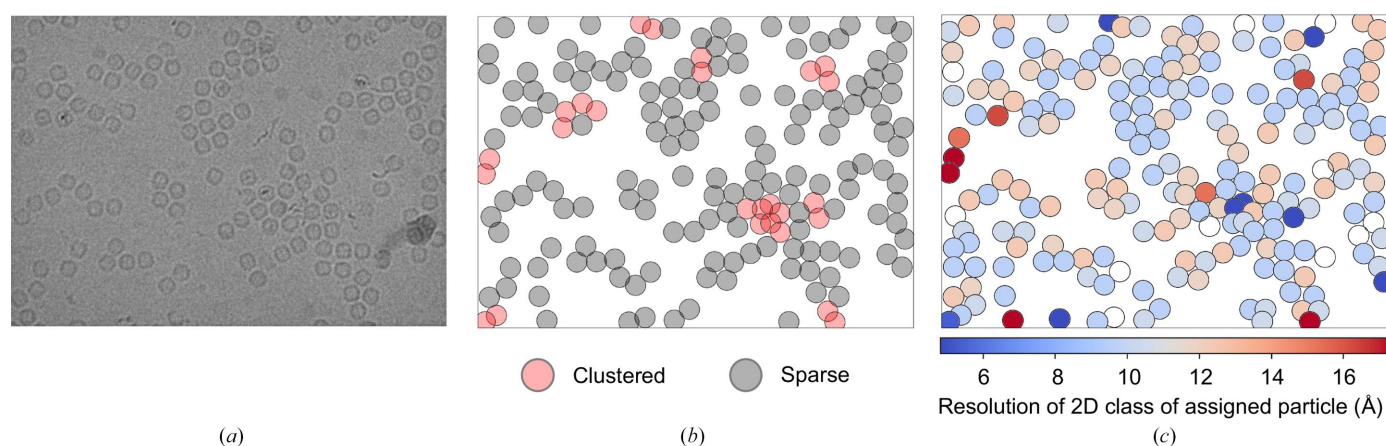 Clustered
Sparse
6 8 10 12 14 16
Resolution of 2D class of assigned particle (Å)
(a)
(b)
(c)